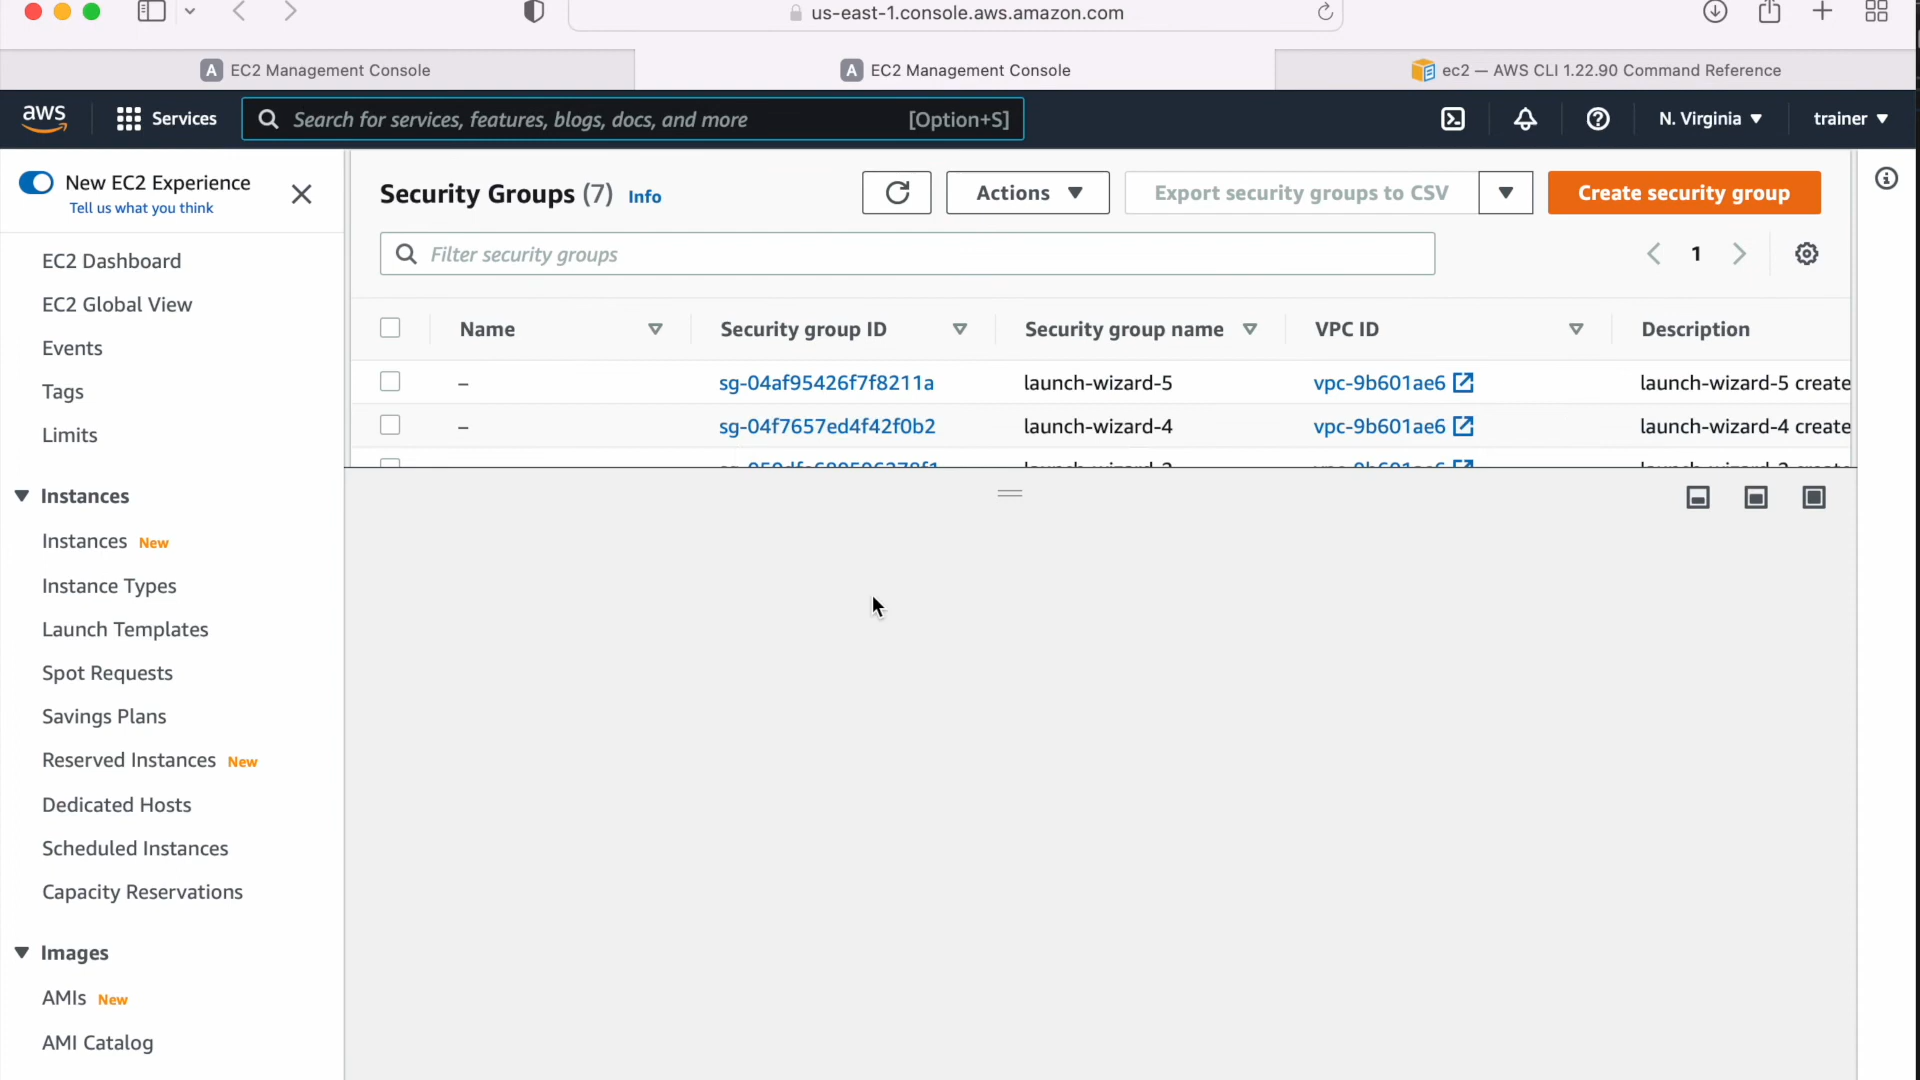 us-east-1.console.aws.amazon.com
A EC2 Management Console
A EC2 Management Console
ec2 — AWS CLI 1.22.90 Command Reference
aws
Services
Search for services, features, blogs, docs, and more [Option+S]
N. Virginia
trainer
New EC2 Experience
Tell us what you think
EC2 Dashboard
EC2 Global View
Events
Tags
Limits
Instances
Instances New
Instance Types
Launch Templates
Spot Requests
Savings Plans
Reserved Instances New
Dedicated Hosts
Scheduled Instances
Capacity Reservations
Images
AMIs New
AMI Catalog
Security Groups (7) Info
Actions
Export security groups to CSV
Create security group
Filter security groups
1
Name Security group ID Security group name VPC ID Description
– sg-04af95426f7f8211a launch-wizard-5 vpc-9b601ae6 launch-wizard-5 create
– sg-04f7657ed4f42f0b2 launch-wizard-4 vpc-9b601ae6 launch-wizard-4 create